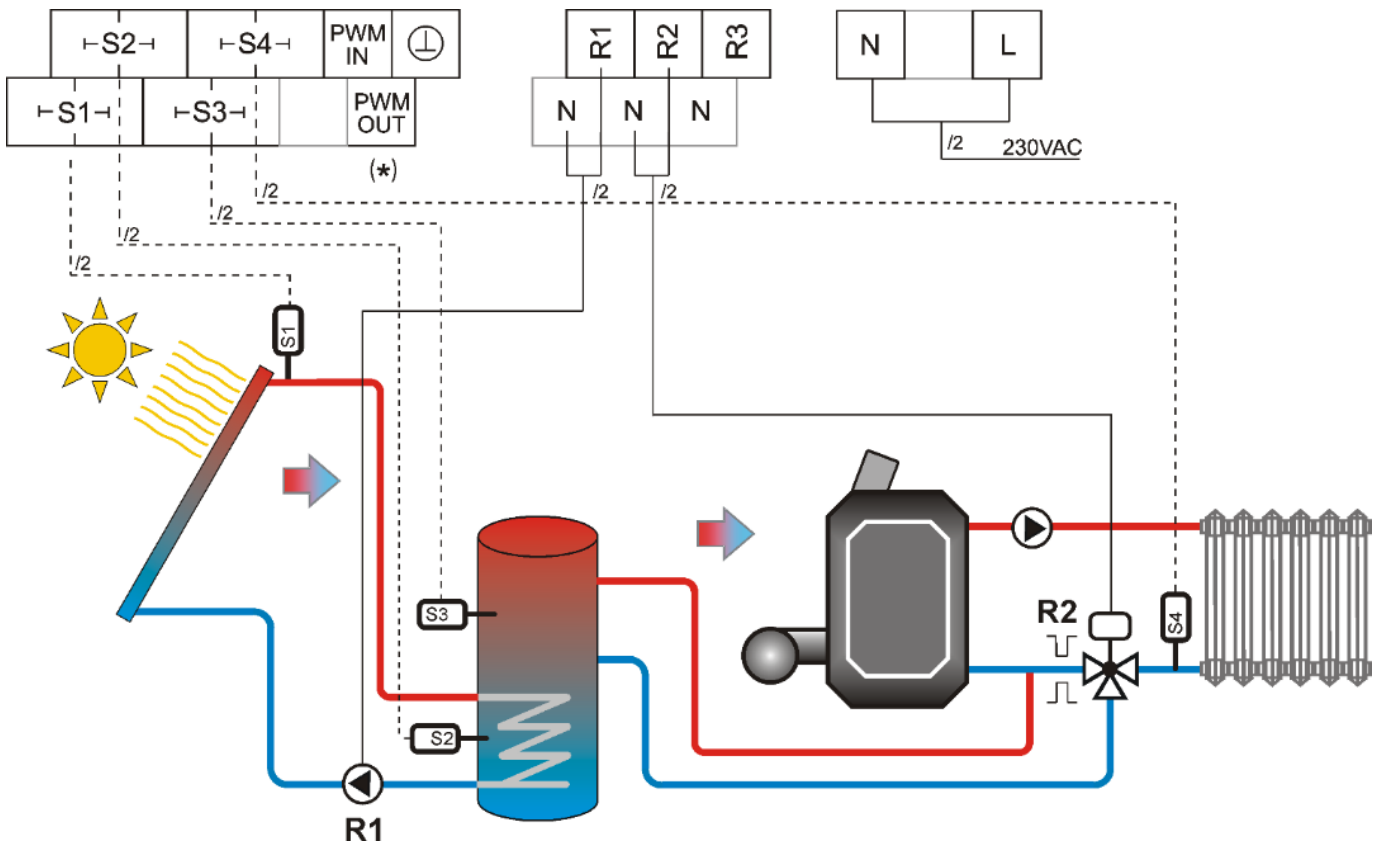 S2 S4 PWM IN
S1 S3 PWM OUT
(*)
R1 R2 R3
N N N
N L
/2 230VAC
/2 /2 /2
/2
/2
/2
S1
S3
S2
R1
R2
S4